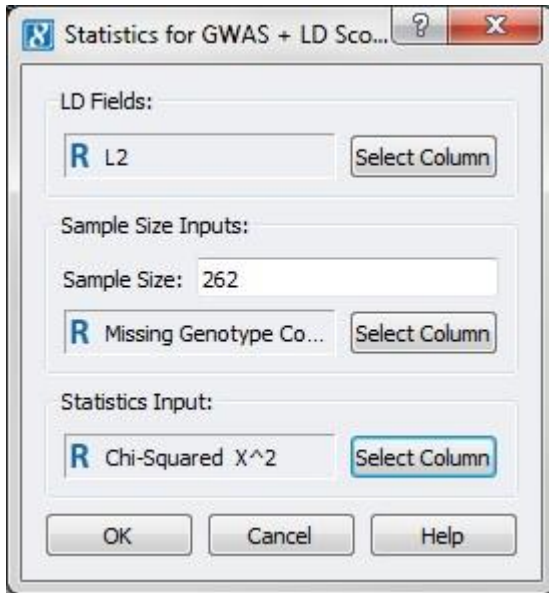 Statistics for GWAS + LD Sco...
LD Fields:
R L2 Select Column
Sample Size Inputs:
Sample Size: 262
R Missing Genotype Co... Select Column
Statistics Input:
R Chi-Squared X^2 Select Column
OK Cancel Help